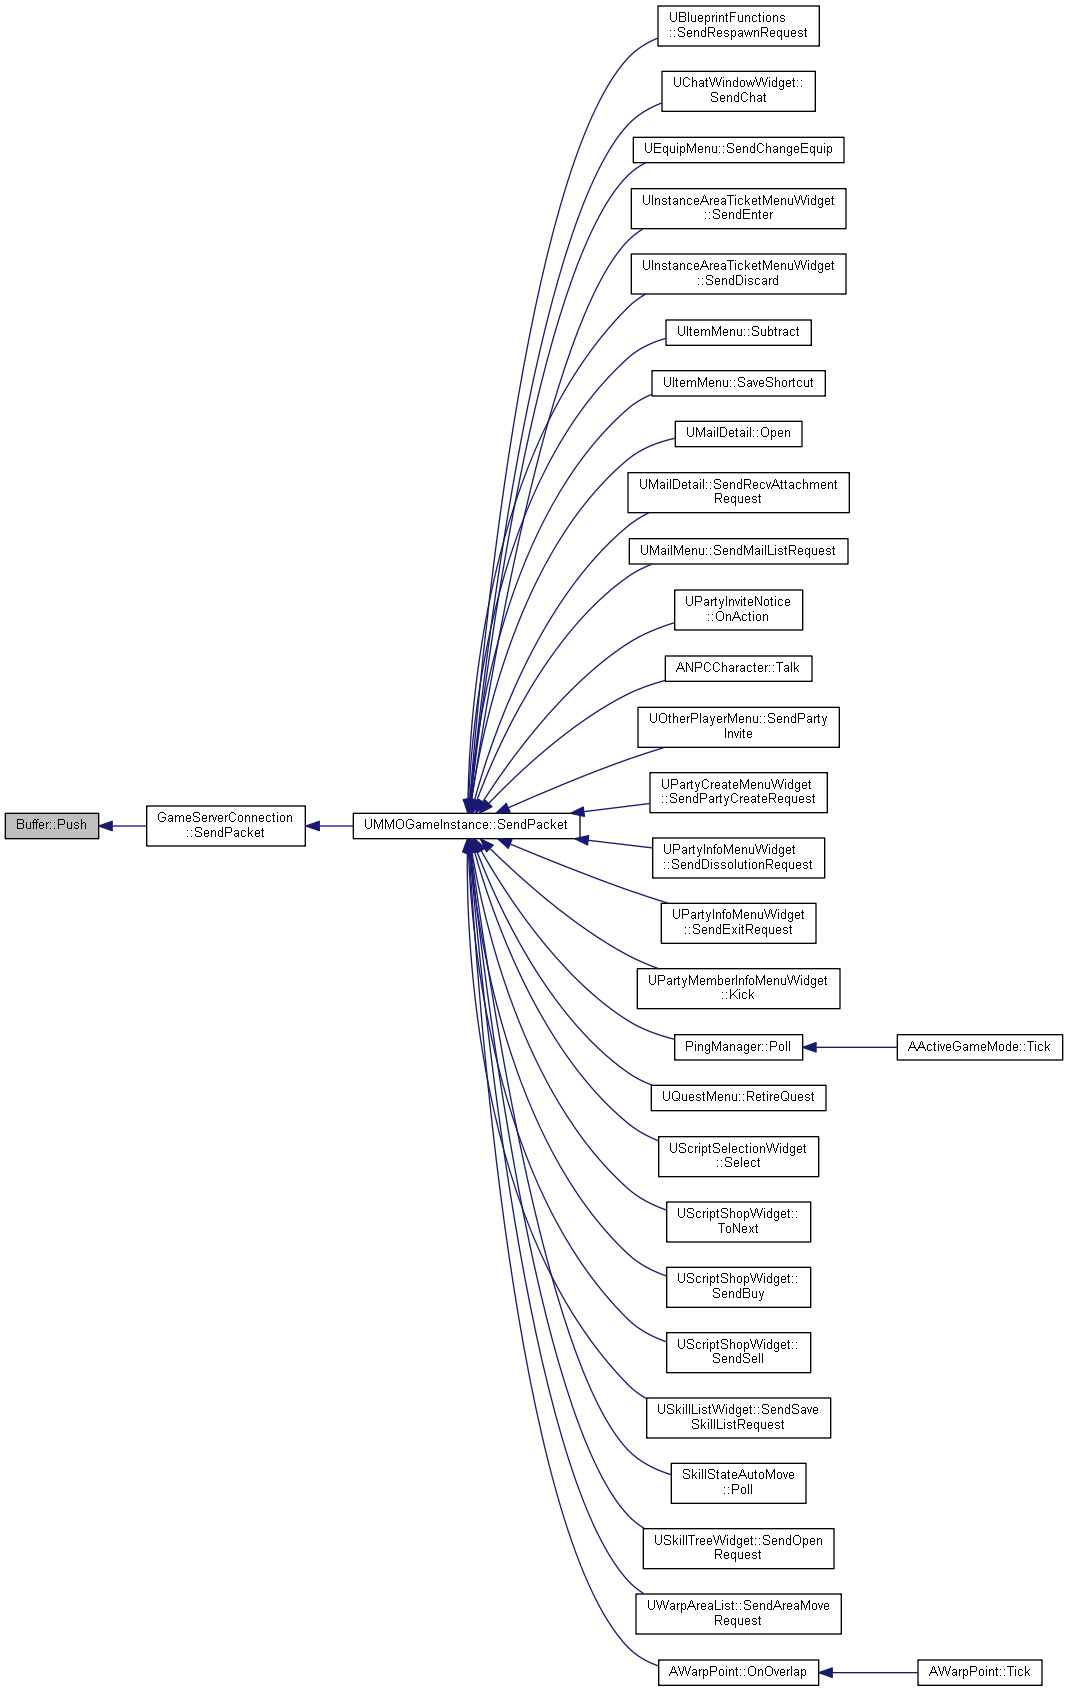 UBlueprintFunctions
::SendRespawnRequest
UChatWindowWidget::
SendChat
UEquipMenu::SendChangeEquip
UInstanceAreaTicketMenuWidget
::SendEnter
UInstanceAreaTicketMenuWidget
::SendDiscard
UItemMenu::Subtract
UItemMenu::SaveShortcut
UMailDetail::Open
UMailDetail::SendRecvAttachment
Request
UMailMenu::SendMailListRequest
UPartyInviteNotice
::OnAction
ANPCCharacter::Talk
UOtherPlayerMenu::SendParty
Invite
UPartyCreateMenuWidget
::SendPartyCreateRequest
Buffer::Push
GameServerConnection
::SendPacket
UMMOGameInstance::SendPacket
UPartyInfoMenuWidget
::SendDissolutionRequest
UPartyInfoMenuWidget
::SendExitRequest
UPartyMemberInfoMenuWidget
::Kick
PingManager::Poll
AActiveGameMode::Tick
UQuestMenu::RetireQuest
UScriptSelectionWidget
::Select
UScriptShopWidget::
ToNext
UScriptShopWidget::
SendBuy
UScriptShopWidget::
SendSell
USkillListWidget::SendSave
SkillListRequest
SkillStateAutoMove
::Poll
USkillTreeWidget::SendOpen
Request
UWarpAreaList::SendAreaMove
Request
AWarpPoint::OnOverlap
AWarpPoint::Tick